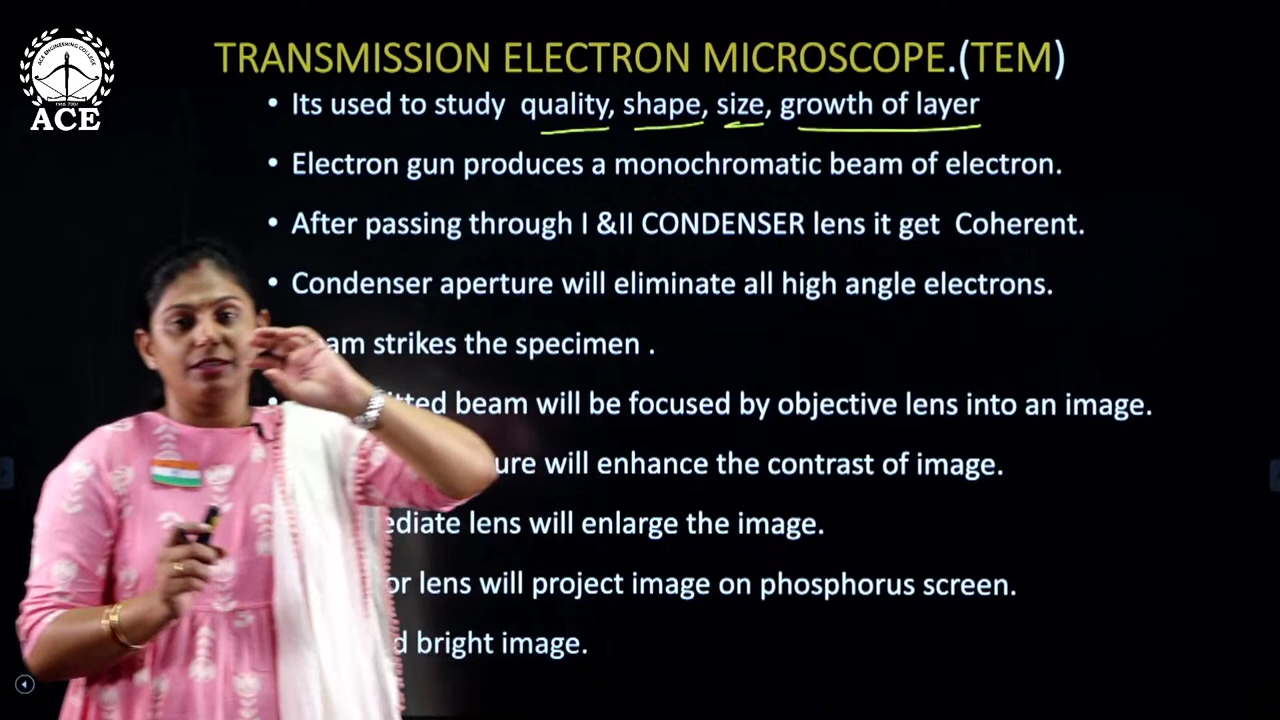 ACE ENGINEERING COLLEGE
ACE
TRANSMISSION ELECTRON MICROSCOPE.(TEM)
• Its used to study quality, shape, size, growth of layer
• Electron gun produces a monochromatic beam of electron.
• After passing through I &II CONDENSER lens it get Coherent.
• Condenser aperture will eliminate all high angle electrons.
strikes the specimen .
beam will be focused by objective lens into an image.
will enhance the contrast of image.
lens will enlarge the image.
lens will project image on phosphorus screen.
bright image.